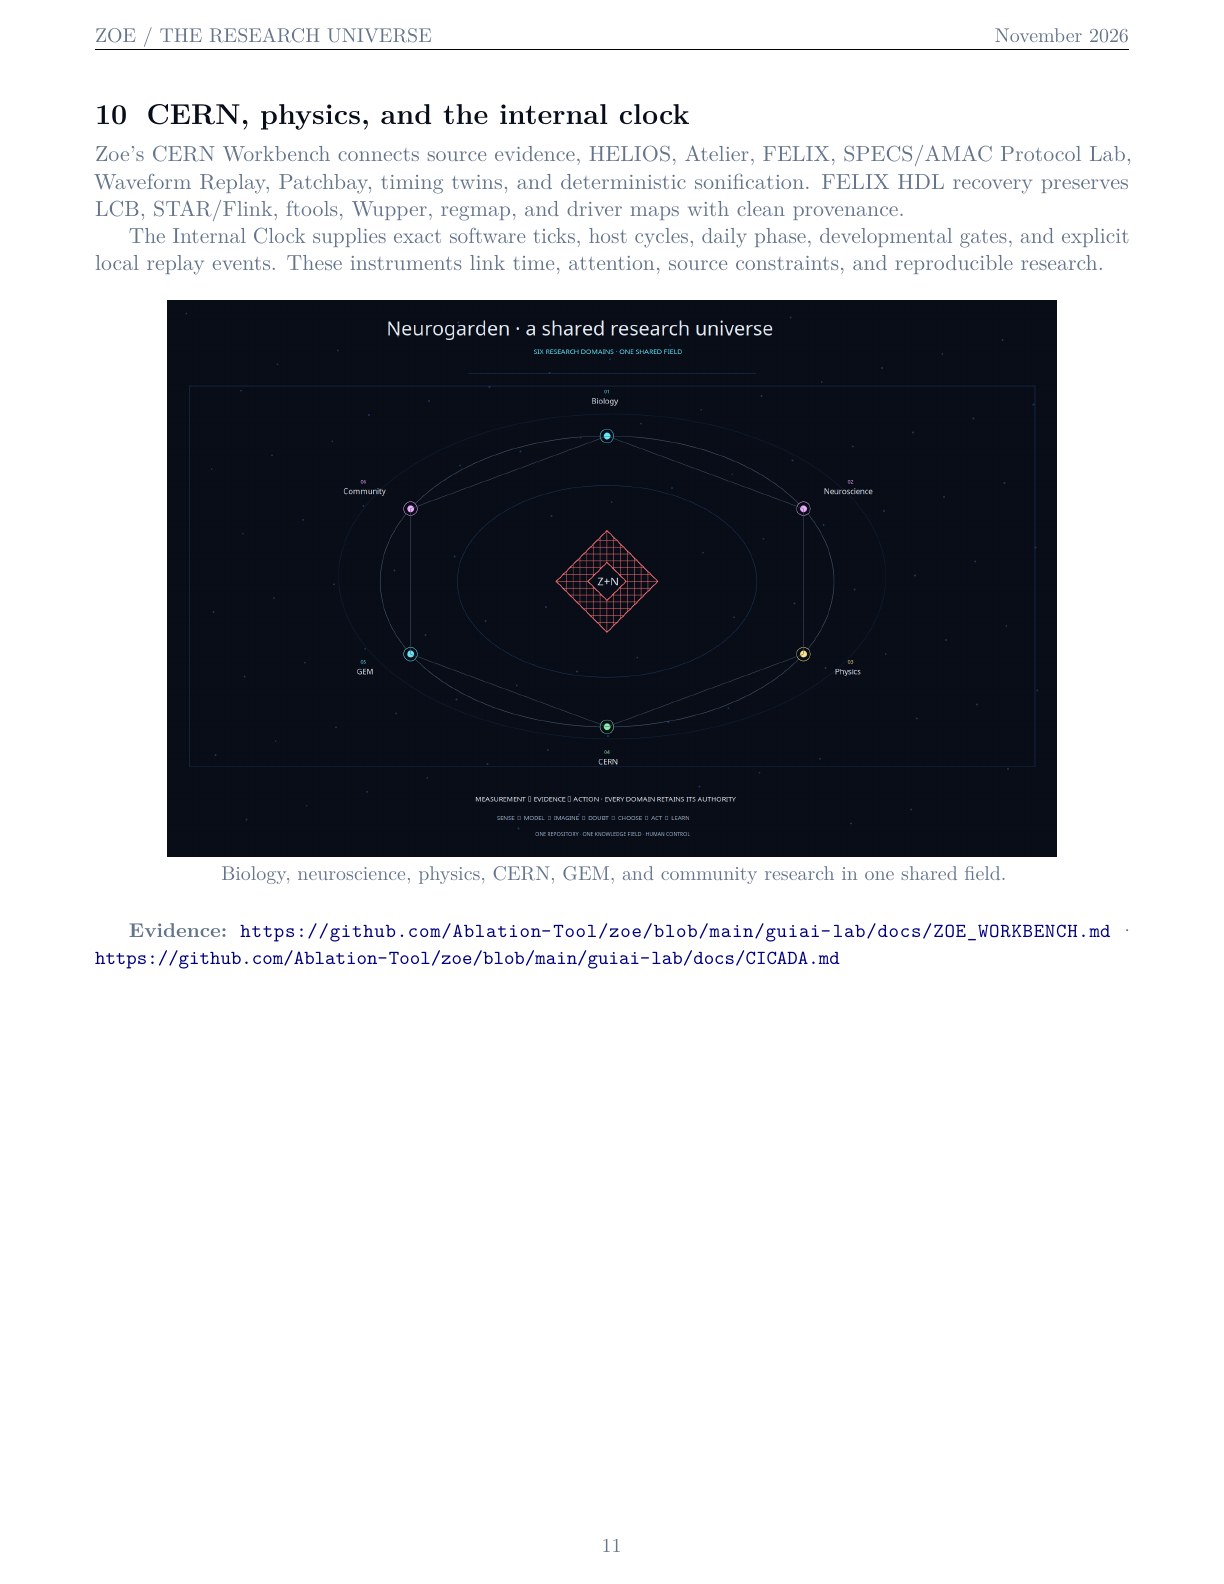 ZOE / THE RESEARCH UNIVERSE November 2026
10 CERN, physics, and the internal clock
Zoe's CERN Workbench connects source evidence, HELIOS, Atelier, FELIX, SPECS/AMAC Protocol Lab,
Waveform Replay, Patchbay, timing twins, and deterministic sonification. FELIX HDL recovery preserves
LCB, STAR/Flink, ftools, Wupper, regmap, and driver maps with clean provenance.
The Internal Clock supplies exact software ticks, host cycles, daily phase, developmental gates, and explicit
local replay events. These instruments link time, attention, source constraints, and reproducible research.
Neurogarden · a shared research universe
SIX RESEARCH DOMAINS · ONE SHARED FIELD
01
Biology
06
Community
02
Neuroscience
Z+N
05
GEM
03
Physics
04
CERN
MEASUREMENT ▯ EVIDENCE ▯ ACTION · EVERY DOMAIN RETAINS ITS AUTHORITY
SENSE ▯ MODEL ▯ IMAGINE ▯ DOUBT ▯ CHOOSE ▯ ACT ▯ LEARN
ONE REPOSITORY · ONE KNOWLEDGE FIELD · HUMAN CONTROL
Biology, neuroscience, physics, CERN, GEM, and community research in one shared field.
Evidence: https://github.com/Ablation-Tool/zoe/blob/main/guiai-lab/docs/ZOE_WORKBENCH.md ·
https://github.com/Ablation-Tool/zoe/blob/main/guiai-lab/docs/CICADA.md
11